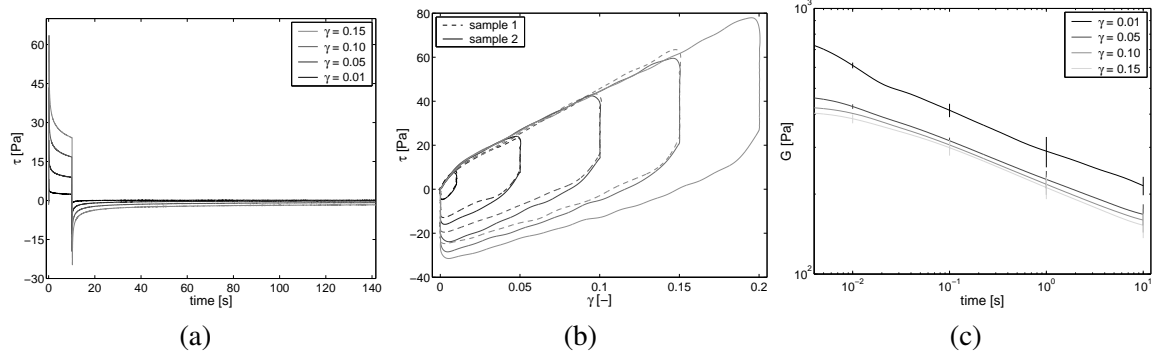 60
45
30
15
0
−15
−30
τ [Pa]
0
20
40
60
80
100
120
140
time [s]
γ = 0.15
γ = 0.10
γ = 0.05
γ = 0.01
(a)
80
60
40
20
0
−20
−40
τ [Pa]
0
0.05
0.1
0.15
0.2
γ [−]
sample 1
sample 2
(b)
10³
10²
G [Pa]
10⁻²
10⁻¹
10⁰
10¹
time [s]
γ = 0.01
γ = 0.05
γ = 0.10
γ = 0.15
(c)